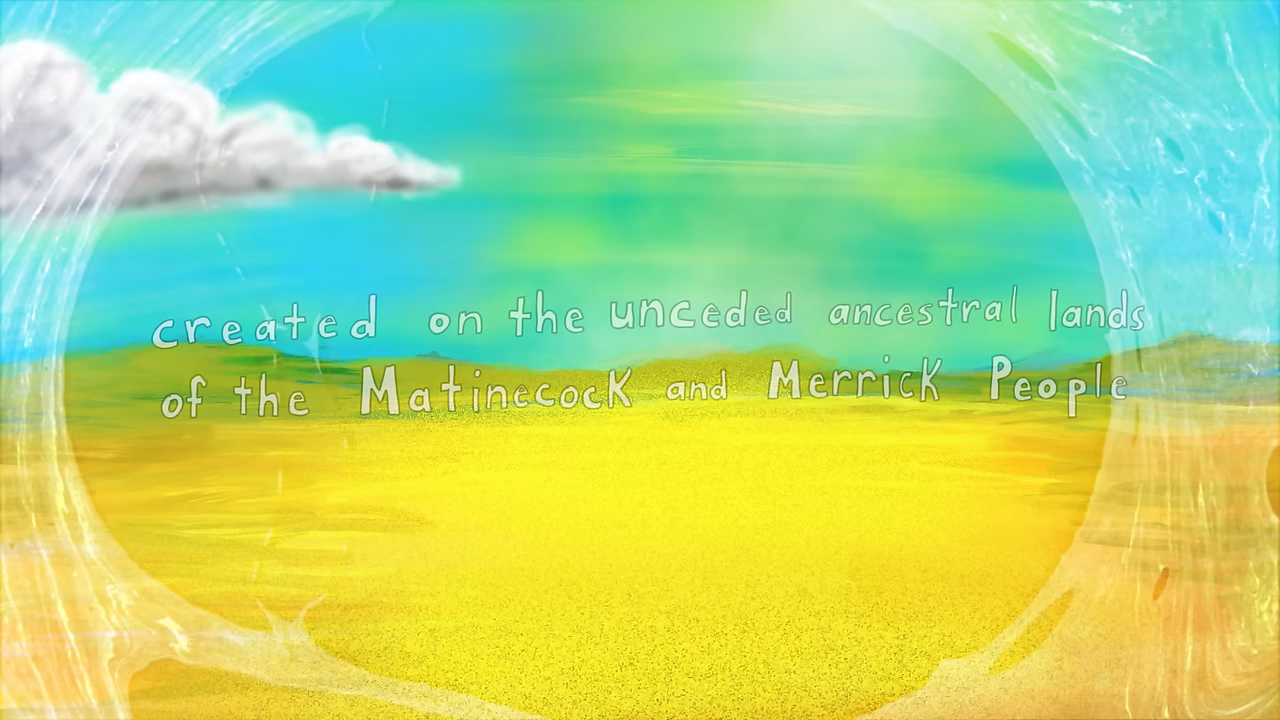 created on the unceded ancestral lands
of the Matinecock and Merrick People